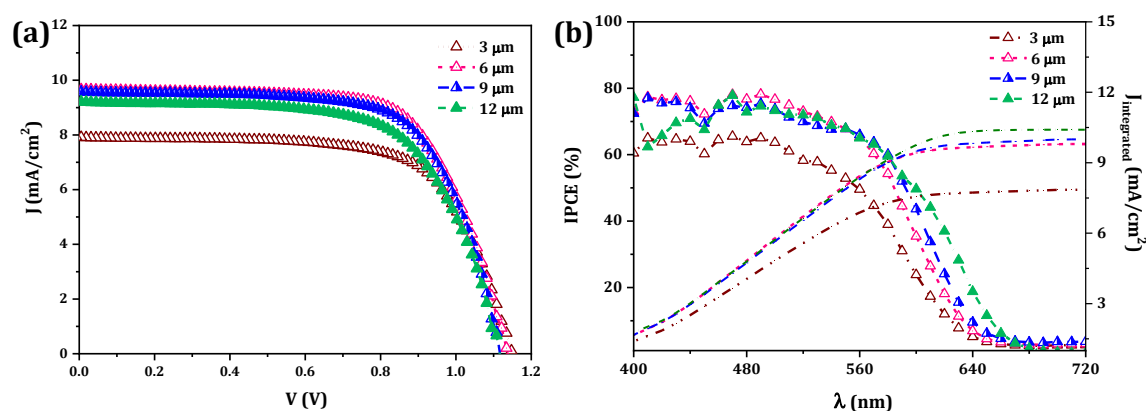 (a)
12
10
8
6
4
2
0
J (mA/cm²)
0.0 0.2 0.4 0.6 0.8 1.0 1.2
V (V)
3 μm
6 μm
9 μm
12 μm
(b)
100
80
60
40
20
IPCE (%)
400 480 560 640 720
λ (nm)
3 μm
6 μm
9 μm
12 μm
15
12
9
6
3
J integrated (mA/cm²)